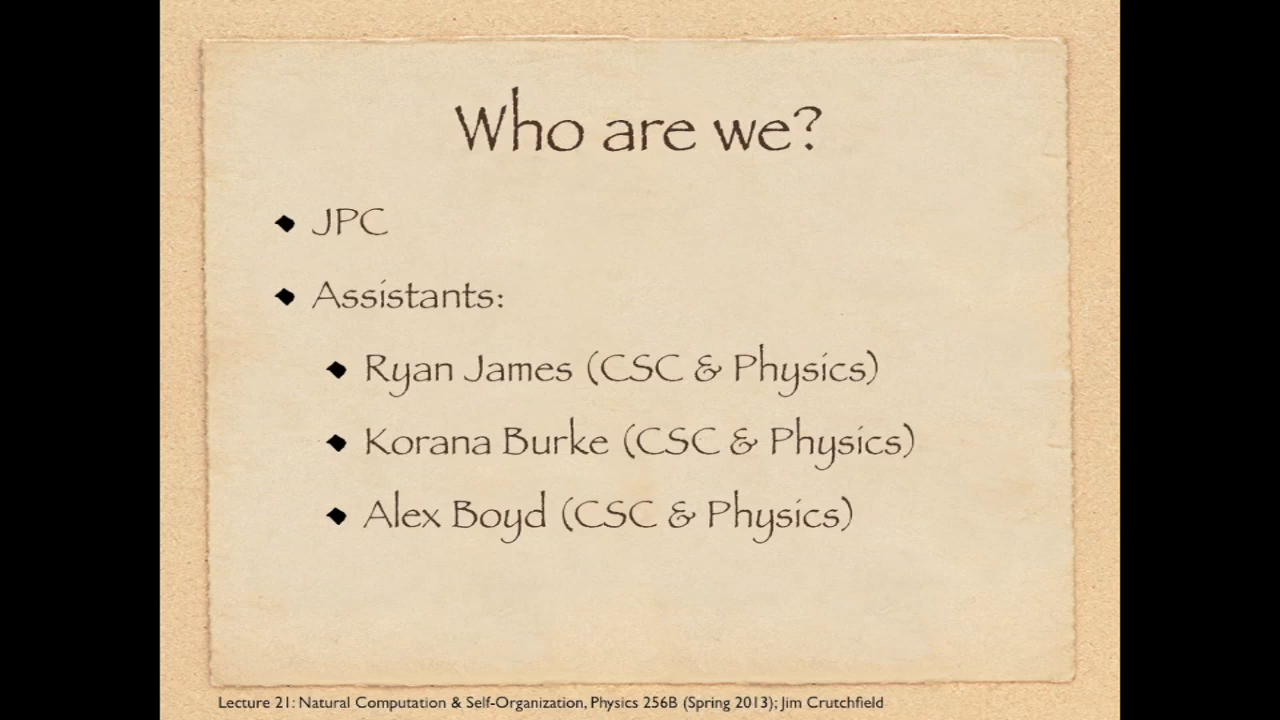 Who are we?
JPC
Assistants:
Ryan James (CSC & Physics)
Korana Burke (CSC & Physics)
Alex Boyd (CSC & Physics)
Lecture 21: Natural Computation & Self-Organization, Physics 256B (Spring 2013); Jim Crutchfield